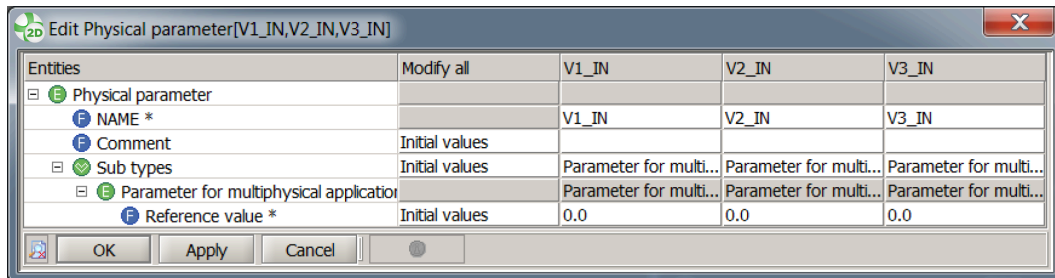 2D Edit Physical parameter[V1_IN,V2_IN,V3_IN] X
Entities Modify all V1_IN V2_IN V3_IN
E Physical parameter
F NAME * V1_IN V2_IN V3_IN
F Comment Initial values
Sub types Initial values Parameter for multi... Parameter for multi... Parameter for multi...
E Parameter for multiphysical application Parameter for multi... Parameter for multi... Parameter for multi...
F Reference value * Initial values 0.0 0.0 0.0
OK Apply Cancel